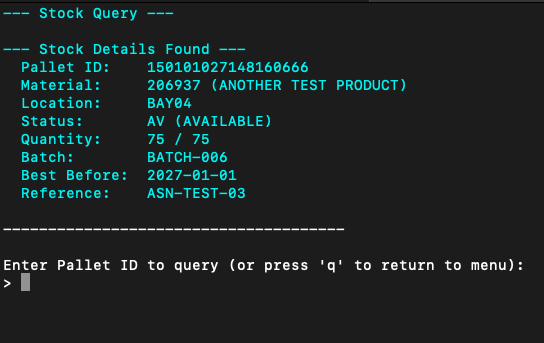 --- Stock Query ---
--- Stock Details Found ---
Pallet ID: 150101027148160666
Material: 206937 (ANOTHER TEST PRODUCT)
Location: BAY04
Status: AV (AVAILABLE)
Quantity: 75 / 75
Batch: BATCH-006
Best Before: 2027-01-01
Reference: ASN-TEST-03
--------------------------------------
Enter Pallet ID to query (or press 'q' to return to menu):
>